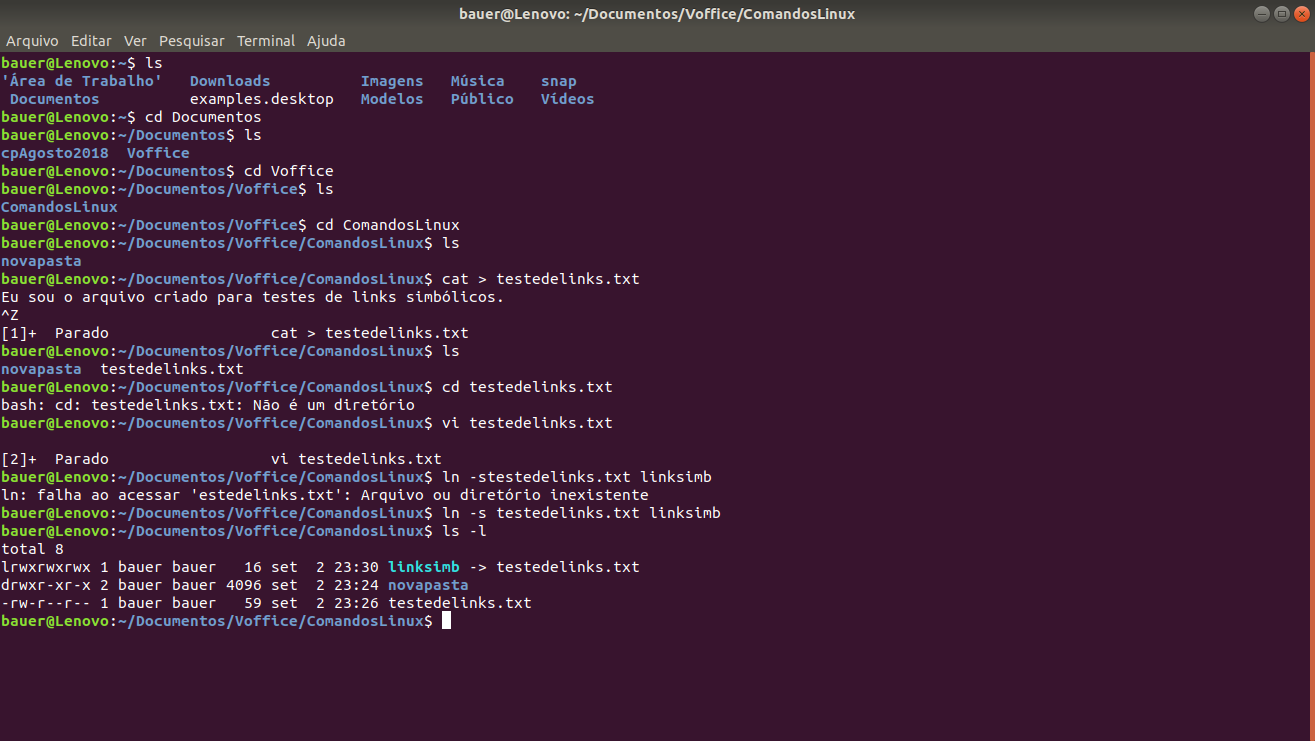 bauer@Lenovo: ~/Documentos/Voffice/ComandosLinux
Arquivo Editar Ver Pesquisar Terminal Ajuda
bauer@Lenovo:~$ ls
'Área de Trabalho' Downloads Imagens Música snap
Documentos examples.desktop Modelos Público Vídeos
bauer@Lenovo:~$ cd Documentos
bauer@Lenovo:~/Documentos$ ls
cpAgosto2018 Voffice
bauer@Lenovo:~/Documentos$ cd Voffice
bauer@Lenovo:~/Documentos/Voffice$ ls
ComandosLinux
bauer@Lenovo:~/Documentos/Voffice$ cd ComandosLinux
bauer@Lenovo:~/Documentos/Voffice/ComandosLinux$ ls
novapasta
bauer@Lenovo:~/Documentos/Voffice/ComandosLinux$ cat > testedelinks.txt
Eu sou o arquivo criado para testes de links simbólicos.
^Z
[1]+ Parado cat > testedelinks.txt
bauer@Lenovo:~/Documentos/Voffice/ComandosLinux$ ls
novapasta testedelinks.txt
bauer@Lenovo:~/Documentos/Voffice/ComandosLinux$ cd testedelinks.txt
bash: cd: testedelinks.txt: Não é um diretório
bauer@Lenovo:~/Documentos/Voffice/ComandosLinux$ vi testedelinks.txt
[2]+ Parado vi testedelinks.txt
bauer@Lenovo:~/Documentos/Voffice/ComandosLinux$ ln -stestedelinks.txt linksimb
ln: falha ao acessar 'estedelinks.txt': Arquivo ou diretório inexistente
bauer@Lenovo:~/Documentos/Voffice/ComandosLinux$ ln -s testedelinks.txt linksimb
bauer@Lenovo:~/Documentos/Voffice/ComandosLinux$ ls -l
total 8
lrwxrwxrwx 1 bauer bauer 16 set 2 23:30 linksimb -> testedelinks.txt
drwxr-xr-x 2 bauer bauer 4096 set 2 23:24 novapasta
-rw-r--r-- 1 bauer bauer 59 set 2 23:26 testedelinks.txt
bauer@Lenovo:~/Documentos/Voffice/ComandosLinux$